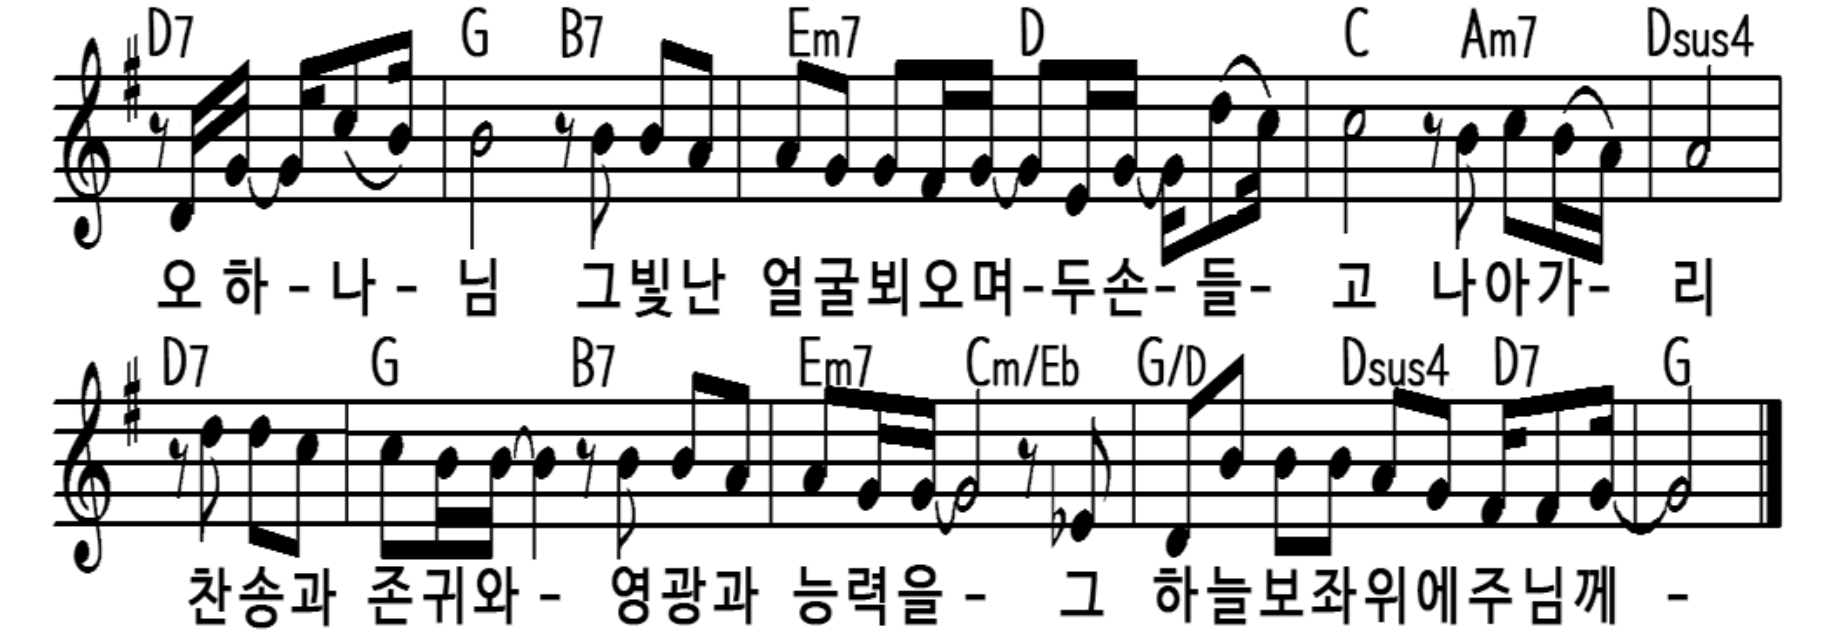 D7 G B7 Em7 D C Am7 Dsus4
오 하 - 나 - 님 그빛난 얼굴뵈오며-두손- 들- 고 나아가- 리
D7 G B7 Em7 Cm/Eb G/D Dsus4 D7 G
찬송과 존귀와 - 영광과 능력을 - 그 하늘보좌위에주님께 -